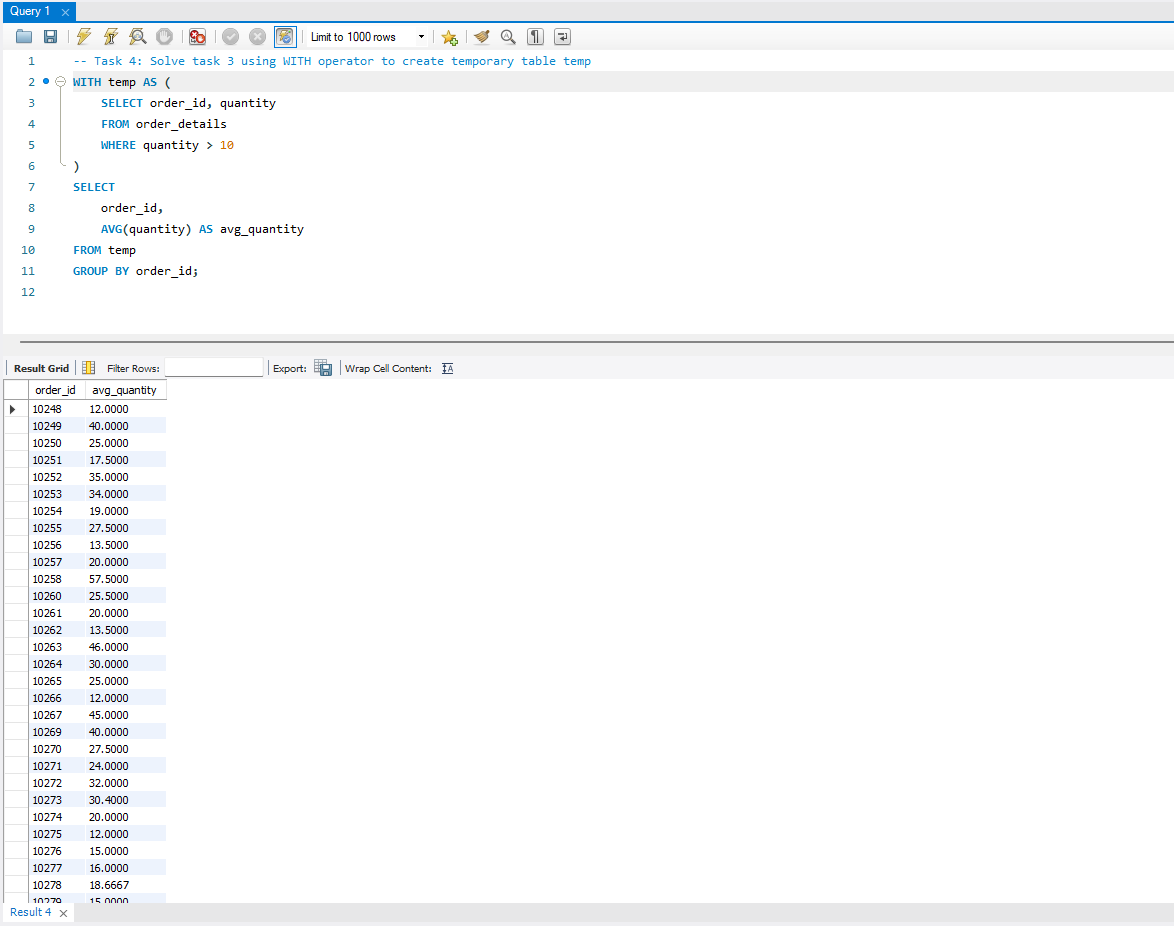 Query 1
Limit to 1000 rows
1 -- Task 4: Solve task 3 using WITH operator to create temporary table temp
2 WITH temp AS (
3 SELECT order_id, quantity
4 FROM order_details
5 WHERE quantity > 10
6 )
7 SELECT
8 order_id,
9 AVG(quantity) AS avg_quantity
10 FROM temp
11 GROUP BY order_id;
12
Result Grid Filter Rows: Export: Wrap Cell Content:
order_id avg_quantity
10248 12.0000
10249 40.0000
10250 25.0000
10251 17.5000
10252 35.0000
10253 34.0000
10254 19.0000
10255 27.5000
10256 13.5000
10257 20.0000
10258 57.5000
10260 25.5000
10261 20.0000
10262 13.5000
10263 46.0000
10264 30.0000
10265 25.0000
10266 12.0000
10267 45.0000
10269 40.0000
10270 27.5000
10271 24.0000
10272 32.0000
10273 30.4000
10274 20.0000
10275 12.0000
10276 15.0000
10277 16.0000
10278 18.6667
10279 15.0000
Result 4